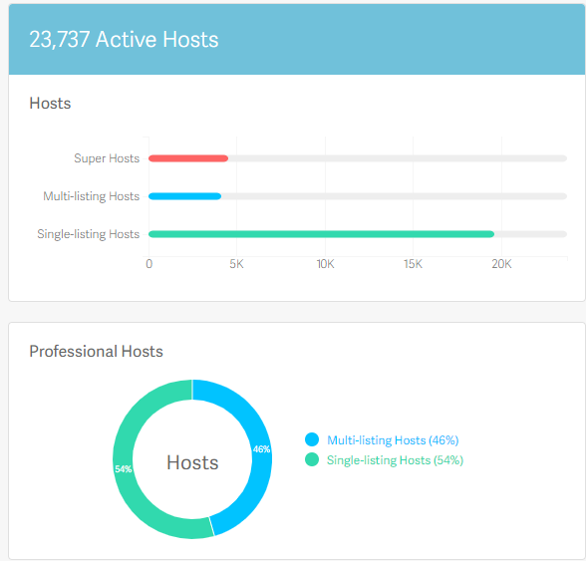 23,737 Active Hosts
Hosts
Super Hosts
Multi-listing Hosts
Single-listing Hosts
0 5K 10K 15K 20K
Professional Hosts
46%
54%
Hosts
Multi-listing Hosts (46%)
Single-listing Hosts (54%)